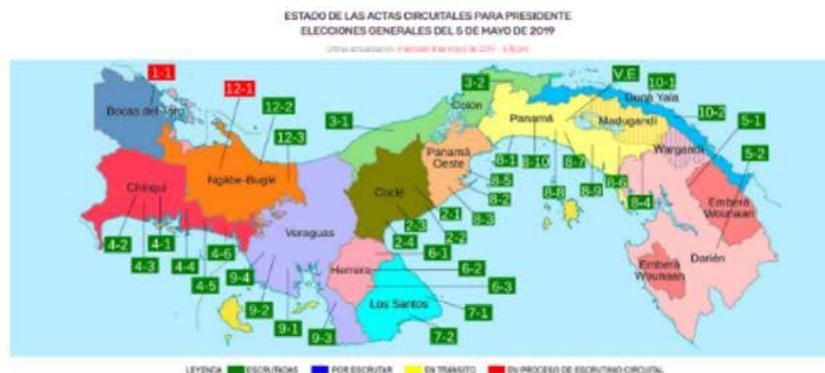 ESTADO DE LAS ACTAS CIRCUITALES PARA PRESIDENTE
ELECCIONES GENERALES DEL 5 DE MAYO DE 2019
1-1
12-1
12-2
12-3
3-1
3-2
V.E.
10-1
10-2
5-1
5-2
Bocas del Toro
Colón
Guna Yala
Panamá
Madugandí
Wargandí
Chiriquí
Ngäbe-Buglé
Panamá Oeste
Coclé
Veraguas
Herrera
Los Santos
Emberá Wounaan
Emberá Wounaan
Darién
8-1
8-10
8-7
8-5
8-2
8-3
8-8
8-9
8-6
8-4
4-2
4-1
4-3
4-4
4-6
4-5
9-4
9-2
9-1
9-3
2-3
2-1
2-2
2-4
6-1
6-2
6-3
7-1
7-2
LEYENDA ESCRUTADAS POR ESCRUTAR EN TRÁNSITO EN PROCESO DE ESCRUTINIO CIRCUITAL